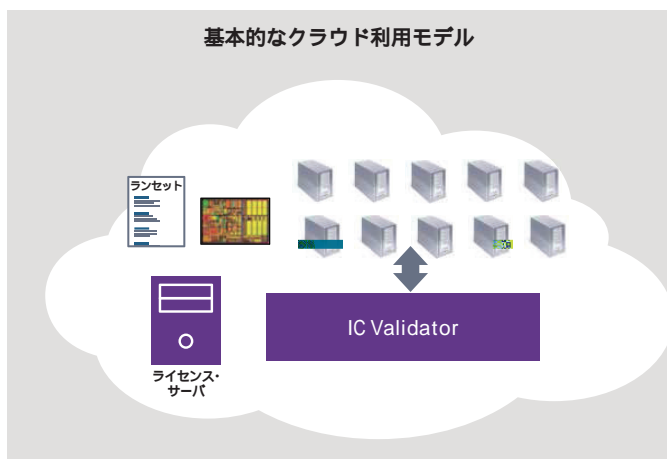 基本的なクラウド利用モデル
ランセット
IC Validator
ライセンス・
サーバ